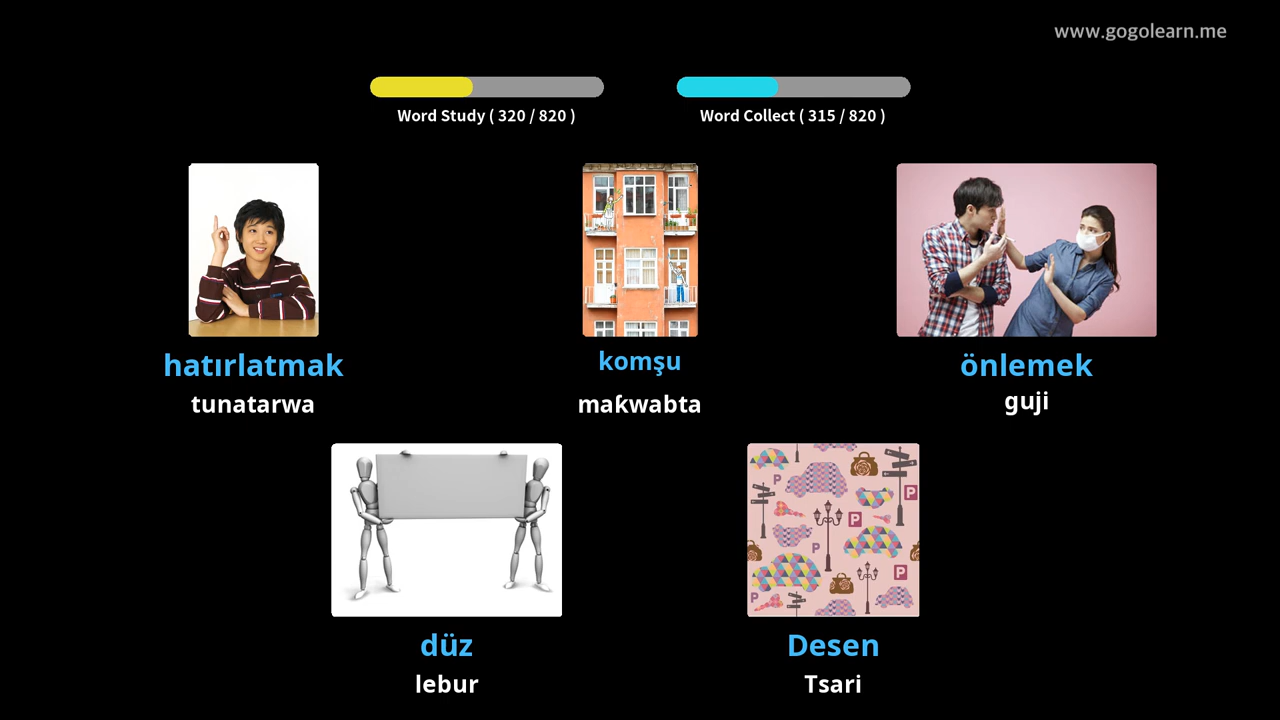 www.gogolearn.me
Word Study ( 320 / 820 )
Word Collect ( 315 / 820 )
hatırlatmak
tunatarwa
komşu
maƙwabta
önlemek
guji
P
P
P
P
P
P
düz
lebur
Desen
Tsari